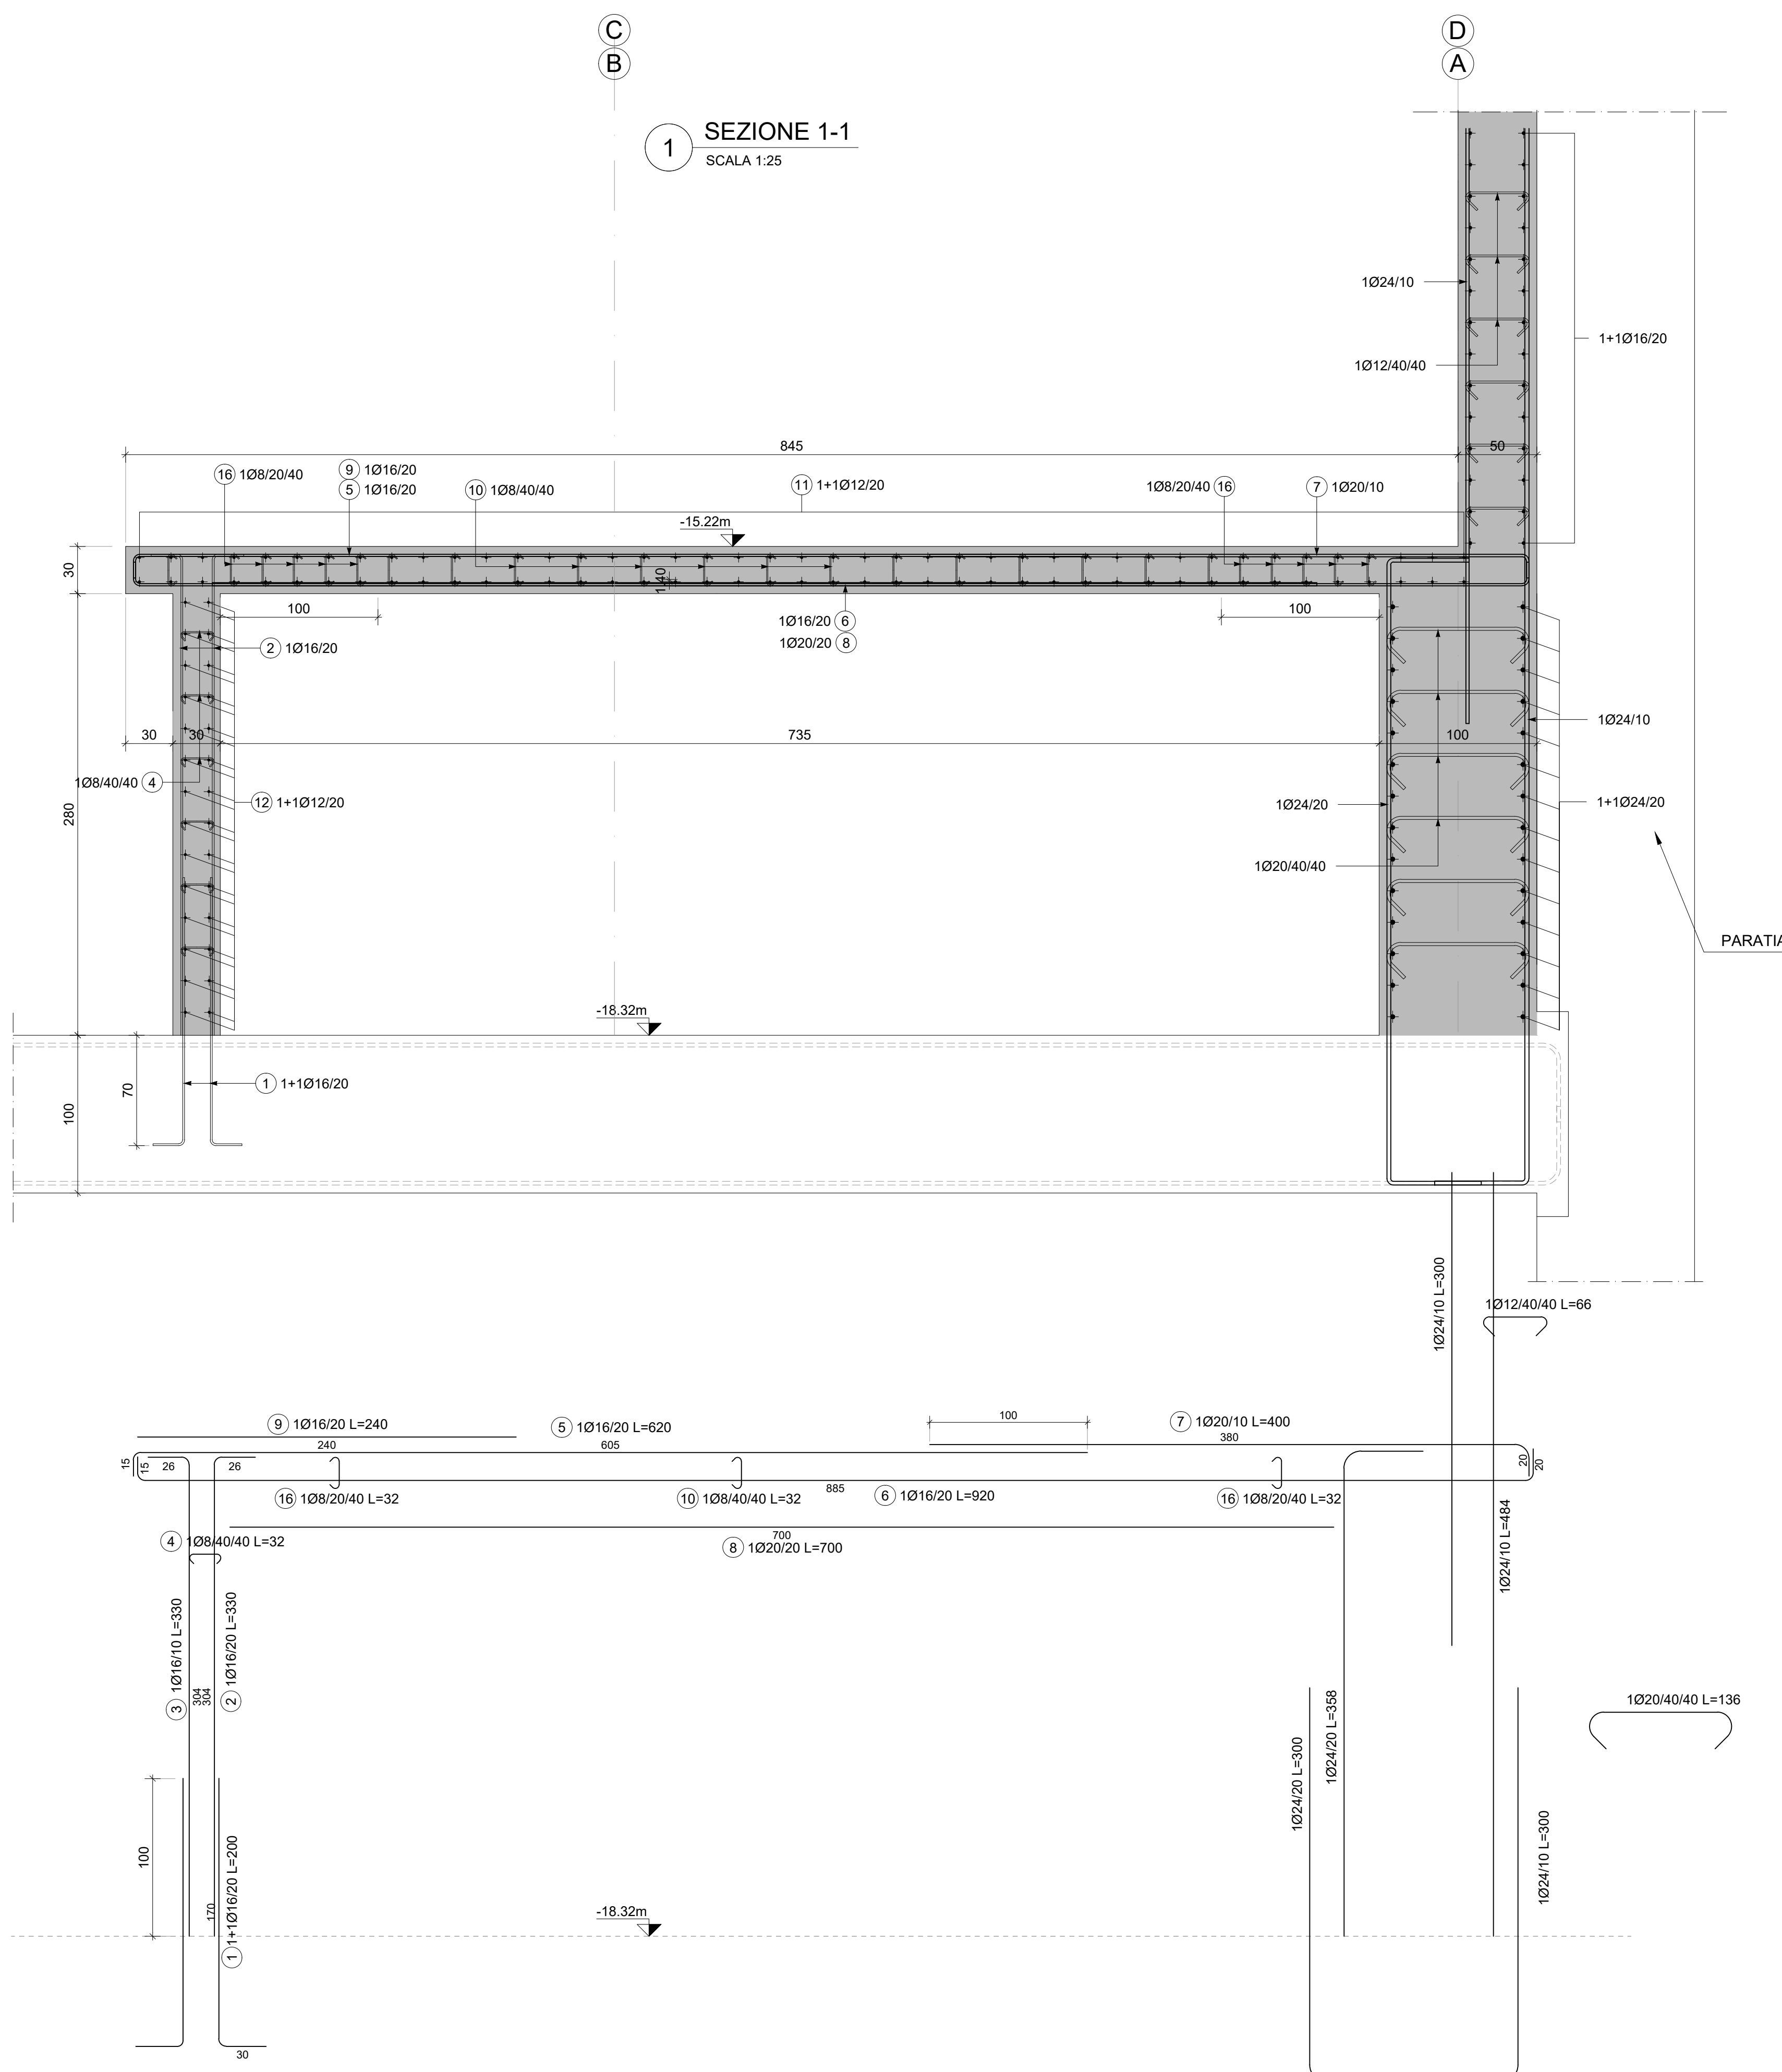 C
B
D
A
1
SEZIONE 1-1
SCALA 1:25
1Ø24/10
1+1Ø16/20
1Ø12/40/40
845
50
16 1Ø8/20/40
9 1Ø16/20
5 1Ø16/20
10 1Ø8/40/40
11 1+1Ø12/20
1Ø8/20/40 16
7 1Ø20/10
-15.22m
30
100
100
1Ø16/20 6
1Ø20/20 8
2 1Ø16/20
1Ø24/10
30
30
735
100
1Ø8/40/40 4
12 1+1Ø12/20
280
1Ø24/20
1+1Ø24/20
1Ø20/40/40
PARATIA
-18.32m
70
1 1+1Ø16/20
100
1Ø24/10 L=300
1Ø12/40/40 L=66
9 1Ø16/20 L=240
5 1Ø16/20 L=620
100
7 1Ø20/10 L=400
240
605
380
15
15
26
26
20
20
885
16 1Ø8/20/40 L=32
10 1Ø8/40/40 L=32
6 1Ø16/20 L=920
16 1Ø8/20/40 L=32
700
4 1Ø8/40/40 L=32
8 1Ø20/20 L=700
1Ø24/10 L=484
3 1Ø16/10 L=330
304
304
2 1Ø16/20 L=330
1Ø24/20 L=300
1Ø24/20 L=358
1Ø20/40/40 L=136
100
170
1 1+1Ø16/20 L=200
1Ø24/10 L=300
-18.32m
30